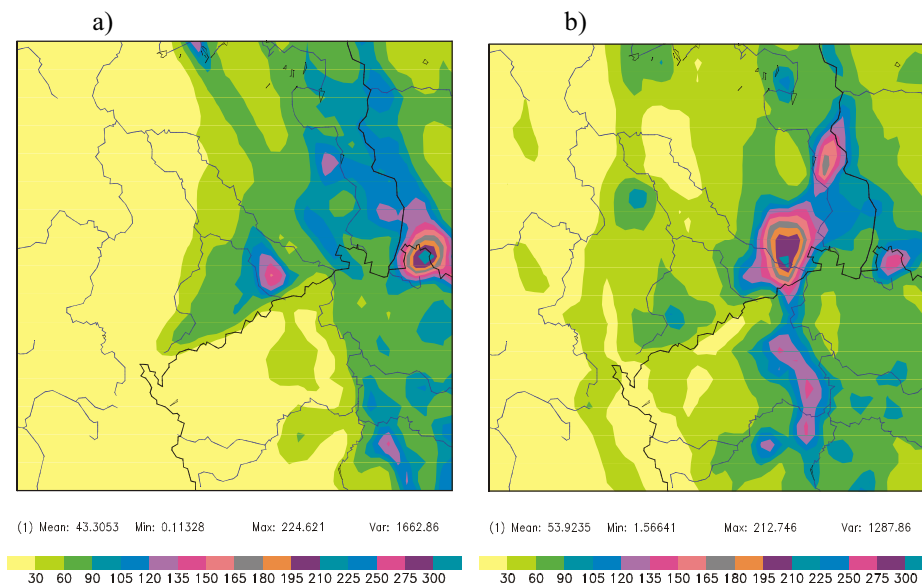 a) b)
(1) Mean: 43.3053 Min: 0.11328 Max: 224.621 Var: 1662.86
(1) Mean: 53.9235 Min: 1.56641 Max: 212.746 Var: 1287.86
30 60 90 105 120 135 150 165 180 195 210 225 250 275 300
30 60 90 105 120 135 150 165 180 195 225 250 275 300